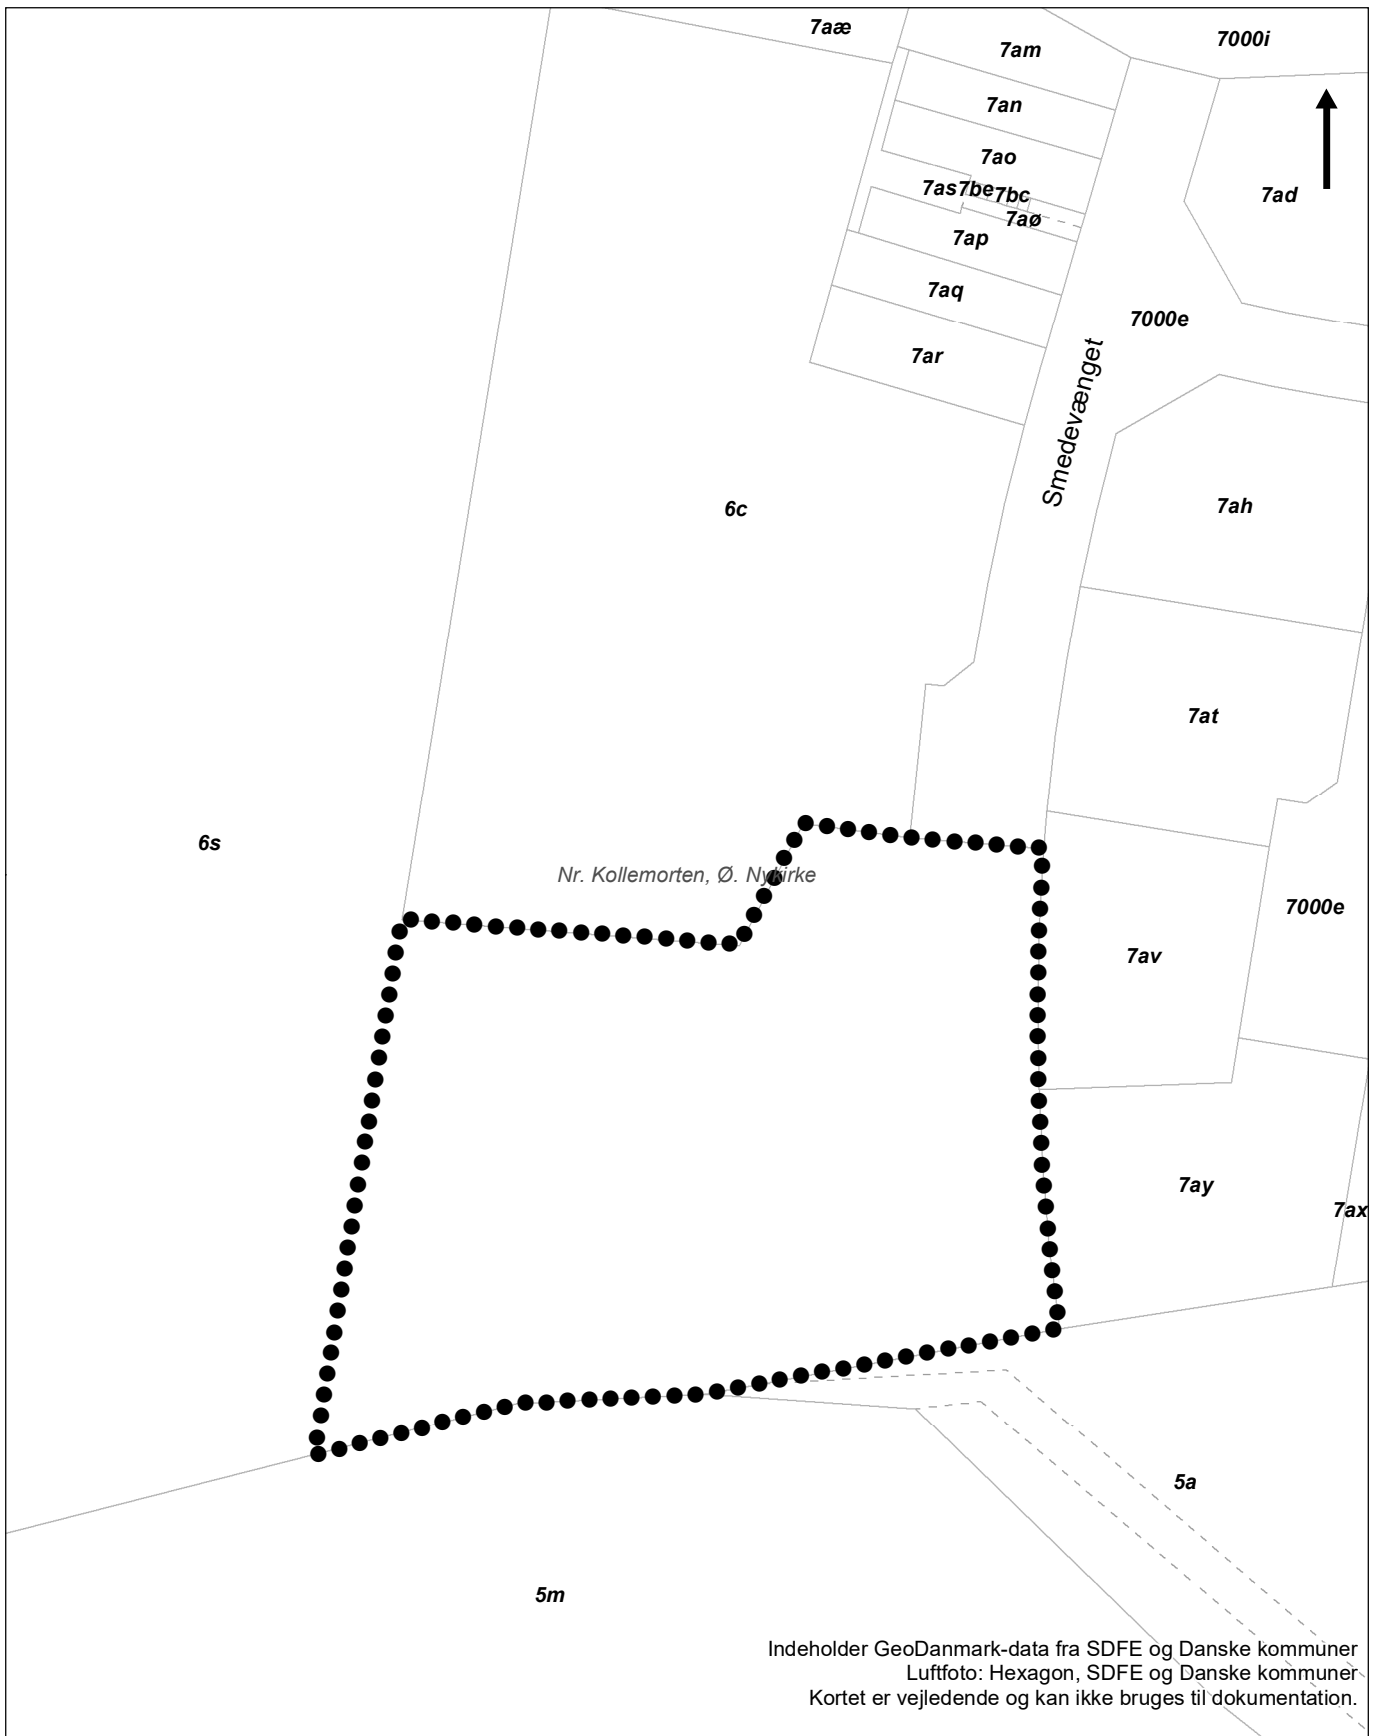 7aæ
7am
7000i
7an
7ao
7ad
7as
7be
7bc
7aø
7ap
7aq
7000e
7ar
Smedevænget
6c
7ah
7at
6s
Nr. Kollemorten, Ø. Nykirke
7000e
7av
7ay
7ax
5a
5m
Indeholder GeoDanmark-data fra SDFE og Danske kommuner
Luftfoto: Hexagon, SDFE og Danske kommuner
Kortet er vejledende og kan ikke bruges til dokumentation.